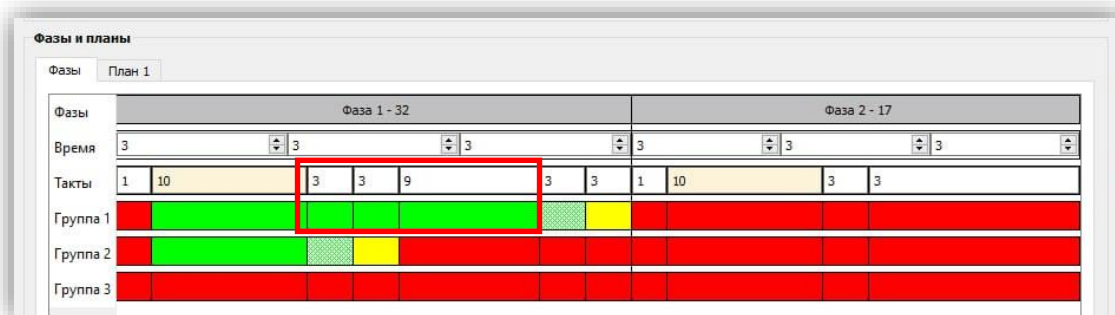 Фазы и планы
Фазы План 1
Фазы Фаза 1 - 32 Фаза 2 - 17
Время 3 3 3 3 3 3
Такты 1 10 3 3 9 3 3 1 10 3 3
Группа 1
Группа 2
Группа 3